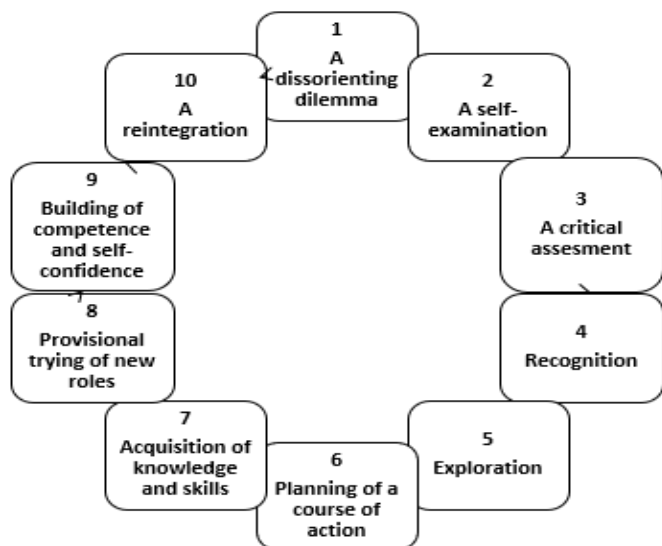 1
A
dissorienting
dilemma
2
A self-
examination
3
A critical
assesment
4
Recognition
5
Exploration
6
Planning of a
course of
action
7
Acquisition of
knowledge
and skills
8
Provisional
trying of new
roles
9
Building of
competence
and self-
confidence
10
A
reintegration